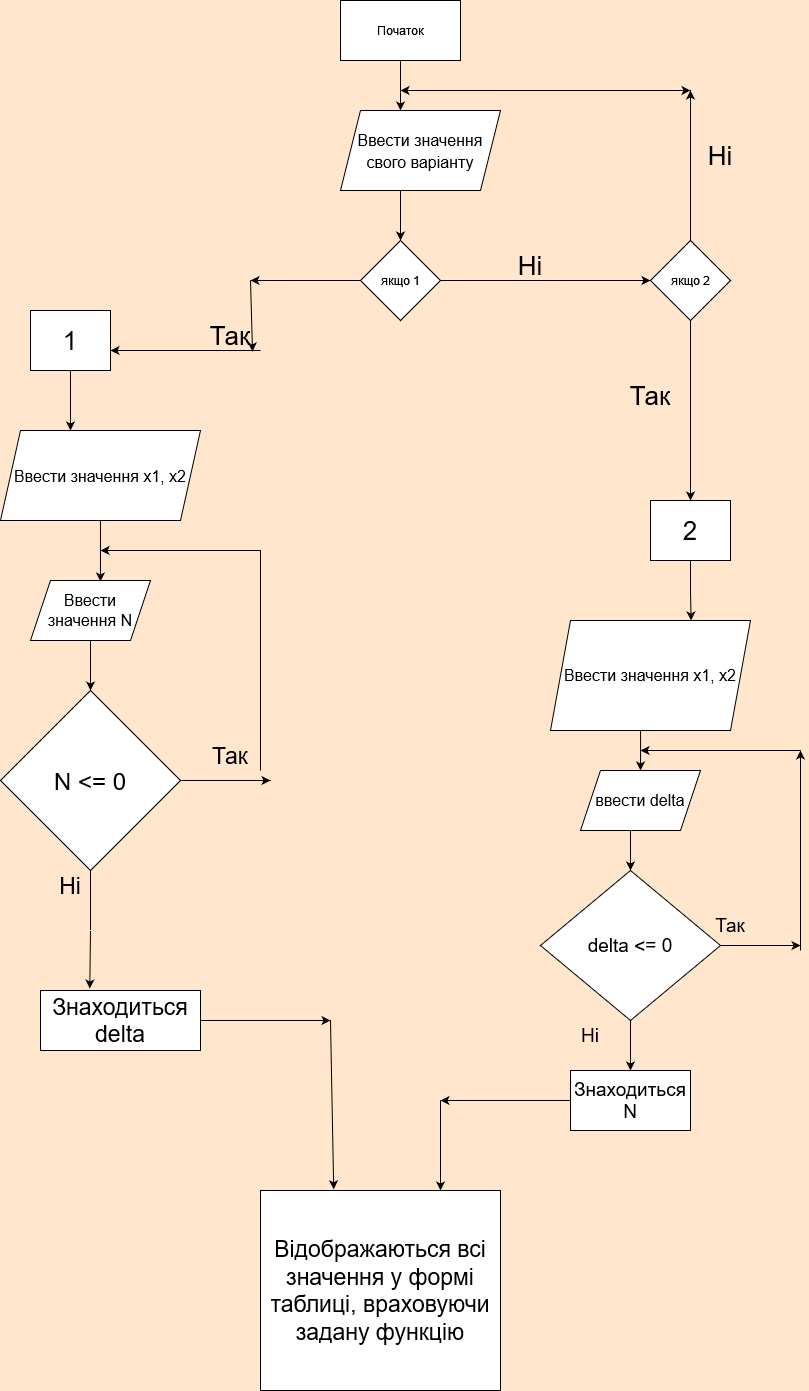 Початок
Ввести значення
свого варіанту
Ні
якщо 1
Ні
якщо 2
Так
1
Так
Ввести значення x1, x2
2
Ввести
значення N
Ввести значення x1, x2
N <= 0
Так
ввести delta
Ні
delta <= 0
Так
Знаходиться
delta
Ні
Знаходиться
N
Відображаються всі
значення у формі
таблиці, враховуючи
задану функцію